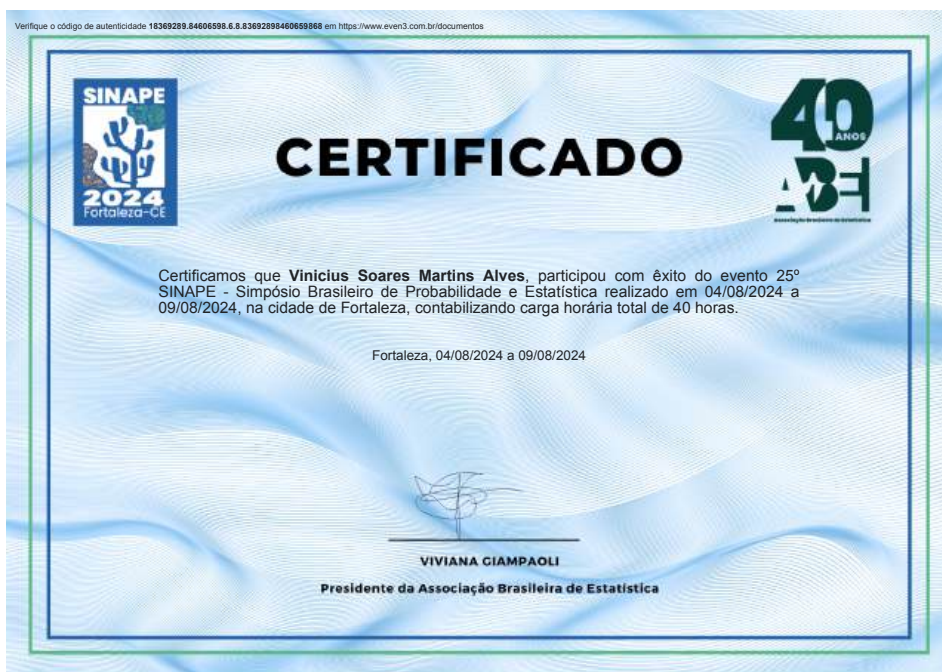 Verifique o código de autenticidade 18369289.84606598.6.8.83692898460659868 em https://www.even3.com.br/documentos
SINAPE
2024
Fortaleza-CE
40
ANOS
ABE
Associação Brasileira de Estatística
CERTIFICADO
Certificamos que Vinicius Soares Martins Alves, participou com êxito do evento 25º
SINAPE - Simpósio Brasileiro de Probabilidade e Estatística realizado em 04/08/2024 a
09/08/2024, na cidade de Fortaleza, contabilizando carga horária total de 40 horas.
Fortaleza, 04/08/2024 a 09/08/2024
VIVIANA GIAMPAOLI
Presidente da Associação Brasileira de Estatística